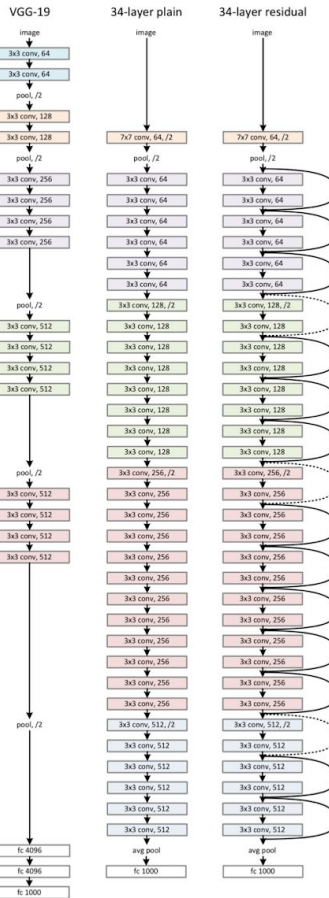 VGG-19
image
3x3 conv, 64
3x3 conv, 64
pool, /2
3x3 conv, 128
3x3 conv, 128
pool, /2
3x3 conv, 256
3x3 conv, 256
3x3 conv, 256
3x3 conv, 256
pool, /2
3x3 conv, 512
3x3 conv, 512
3x3 conv, 512
3x3 conv, 512
pool, /2
3x3 conv, 512
3x3 conv, 512
3x3 conv, 512
3x3 conv, 512
pool, /2
fc 4096
fc 4096
fc 1000
34-layer plain
image
7x7 conv, 64, /2
pool, /2
3x3 conv, 64
3x3 conv, 64
3x3 conv, 64
3x3 conv, 64
3x3 conv, 64
3x3 conv, 64
3x3 conv, 128, /2
3x3 conv, 128
3x3 conv, 128
3x3 conv, 128
3x3 conv, 128
3x3 conv, 128
3x3 conv, 128
3x3 conv, 128
3x3 conv, 256, /2
3x3 conv, 256
3x3 conv, 256
3x3 conv, 256
3x3 conv, 256
3x3 conv, 256
3x3 conv, 256
3x3 conv, 256
3x3 conv, 256
3x3 conv, 256
3x3 conv, 256
3x3 conv, 256
3x3 conv, 512, /2
3x3 conv, 512
3x3 conv, 512
3x3 conv, 512
3x3 conv, 512
3x3 conv, 512
avg pool
fc 1000
34-layer residual
image
7x7 conv, 64, /2
pool, /2
3x3 conv, 64
3x3 conv, 64
3x3 conv, 64
3x3 conv, 64
3x3 conv, 64
3x3 conv, 64
3x3 conv, 128, /2
3x3 conv, 128
3x3 conv, 128
3x3 conv, 128
3x3 conv, 128
3x3 conv, 128
3x3 conv, 128
3x3 conv, 128
3x3 conv, 256, /2
3x3 conv, 256
3x3 conv, 256
3x3 conv, 256
3x3 conv, 256
3x3 conv, 256
3x3 conv, 256
3x3 conv, 256
3x3 conv, 256
3x3 conv, 256
3x3 conv, 256
3x3 conv, 256
3x3 conv, 512, /2
3x3 conv, 512
3x3 conv, 512
3x3 conv, 512
3x3 conv, 512
3x3 conv, 512
avg pool
fc 1000